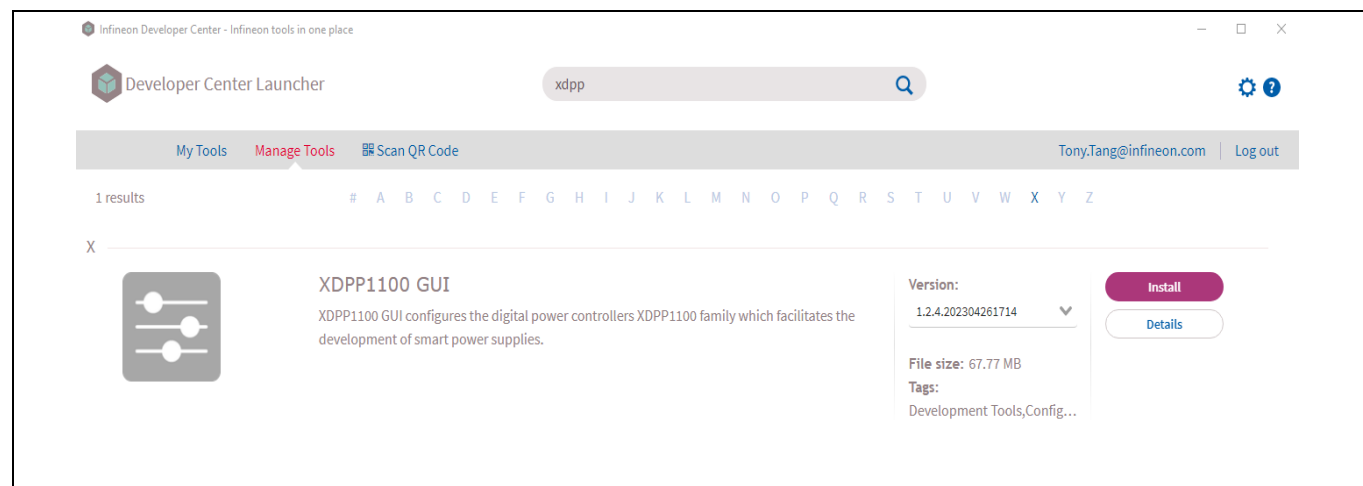 Infineon Developer Center - Infineon tools in one place
Developer Center Launcher
xdpp
?
My Tools Manage Tools Scan QR Code Tony.Tang@infineon.com Log out
1 results # A B C D E F G H I J K L M N O P Q R S T U V W X Y Z
X
XDPP1100 GUI
XDPP1100 GUI configures the digital power controllers XDPP1100 family which facilitates the
development of smart power supplies.
Version:
1.2.4.202304261714
File size: 67.77 MB
Tags:
Development Tools,Config...
Install
Details